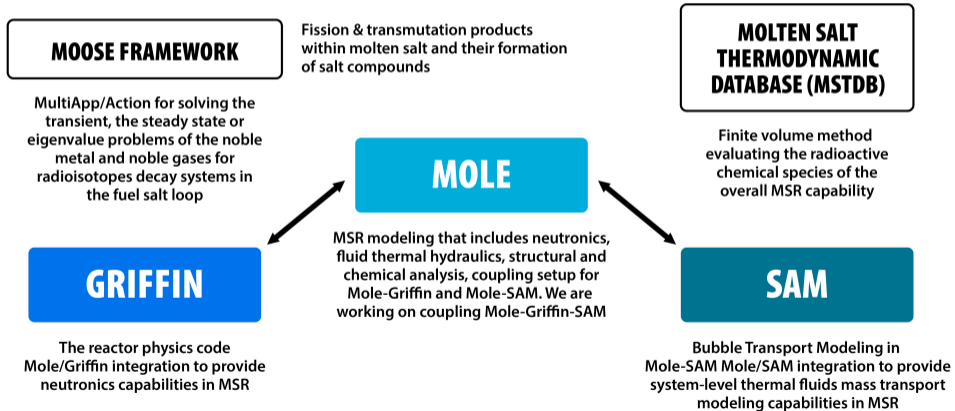 MOOSE FRAMEWORK
MultiApp/Action for solving the
transient, the steady state or
eigenvalue problems of the noble
metal and noble gases for
radioisotopes decay systems in
the fuel salt loop
Fission & transmutation products
within molten salt and their formation
of salt compounds
MOLTEN SALT
THERMODYNAMIC
DATABASE (MSTDB)
Finite volume method
evaluating the radioactive
chemical species of the
overall MSR capability
MOLE
MSR modeling that includes neutronics,
fluid thermal hydraulics, structural and
chemical analysis, coupling setup for
Mole-Griffin and Mole-SAM. We are
working on coupling Mole-Griffin-SAM
GRIFFIN
The reactor physics code
Mole/Griffin integration to provide
neutronics capabilities in MSR
SAM
Bubble Transport Modeling in
Mole-SAM Mole/SAM integration to provide
system-level thermal fluids mass transport
modeling capabilities in MSR